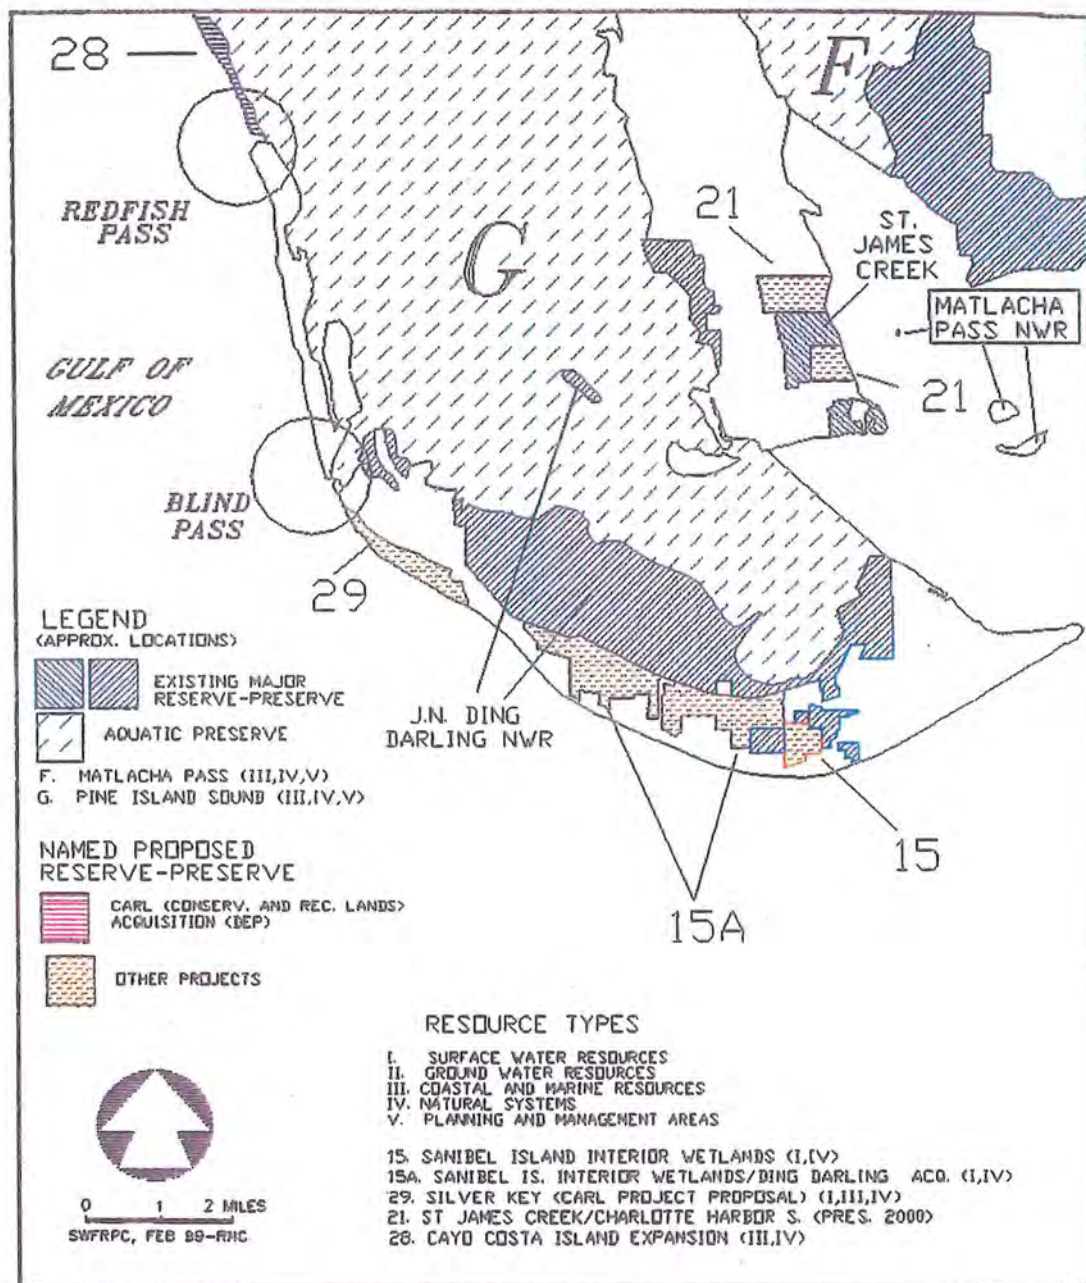 28
F
REDFISH
PASS
21
ST.
JAMES
CREEK
G
MATLACHA
PASS NWR
GULF OF
MEXICO
21
BLIND
PASS
29
J.N. DING
DARLING NWR
15
15A
LEGEND
(APPROX. LOCATIONS)
EXISTING MAJOR
RESERVE-PRESERVE
AQUATIC PRESERVE
F. MATLACHA PASS (III,IV,V)
G. PINE ISLAND SOUND (III,IV,V)
NAMED PROPOSED
RESERVE-PRESERVE
CARL (CONSERV. AND REC. LANDS)
ACQUISITION (DEP)
OTHER PROJECTS
RESOURCE TYPES
I. SURFACE WATER RESOURCES
II. GROUND WATER RESOURCES
III. COASTAL AND MARINE RESOURCES
IV. NATURAL SYSTEMS
V. PLANNING AND MANAGEMENT AREAS
15. SANIBEL ISLAND INTERIOR WETLANDS (I,IV)
15A. SANIBEL IS. INTERIOR WETLANDS/DING DARLING ACQ. (I,IV)
29. SILVER KEY (CARL PROJECT PROPOSAL) (I,III,IV)
21. ST JAMES CREEK/CHARLOTTE HARBOR S. (PRES. 2000)
28. CAYO COSTA ISLAND EXPANSION (III,IV)
0 1 2 MILES
SWFRPC, FEB 89-RMC